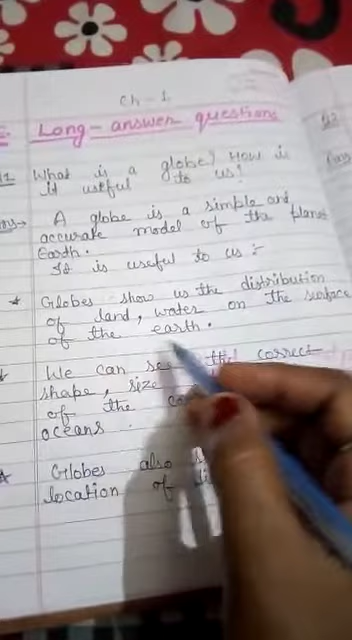 Ch-1
Long-answer questions
What is a globe? How is
it useful to us?
Ans→ A globe is a simple and
accurate model of the planet
Earth.
It is useful to us :-
* Globes show us the distribution
of land, water on the surface
of the earth.
We can see the correct
shape, size
of the
oceans.
Globes also
location of